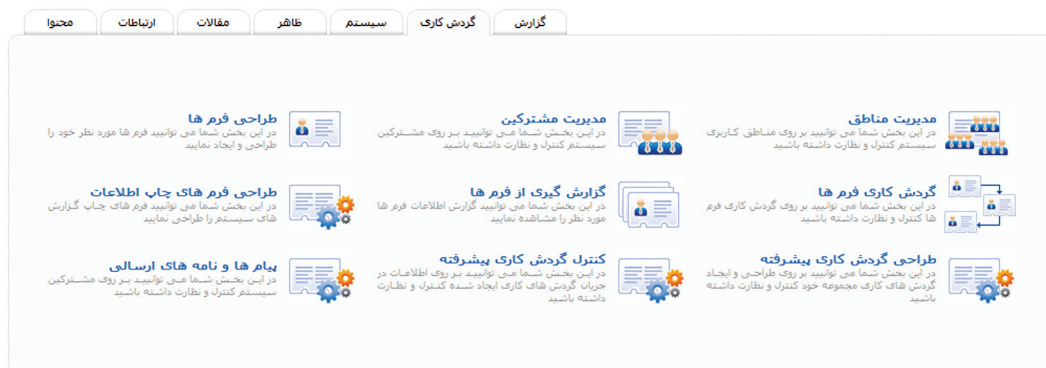 گزارش
گردش کاری
سیستم
ظاهر
مقالات
ارتباطات
محتوا
مدیریت مناطق
در این بخش شما می توانیید بر روی مناطق کاربری
سیستم کنترل و نظارت داشته باشید
مدیریت مشترکین
در این بخش شما می توانیید بر روی مشترکین
سیستم کنترل و نظارت داشته باشید
طراحی فرم ها
در این بخش شما می توانیید فرم ها مورد نظر خود را
طراحی و ایجاد نمایید
گردش کاری فرم ها
در این بخش شما می توانیید بر روی گردش کاری فرم
ها کنترل و نظارت داشته باشید
گزارش گیری از فرم ها
در این بخش شما می توانیید گزارش اطلاعات فرم ها
مورد نظر را مشاهده نمایید
طراحی فرم های چاپ اطلاعات
در این بخش شما می توانیید فرم های چاپ گزارش
های سیستم را طراحی نمایید
طراحی گردش کاری پیشرفته
در این بخش شما می توانیید بر روی طراحی و ایجاد
گردش های کاری مجموعه خود کنترل و نظارت داشته
باشید
کنترل گردش کاری پیشرفته
در این بخش شما می توانیید بر روی اطلاعات در
جریان گردش های کاری ایجاد شده کنترل و نظارت
داشته باشید
پیام ها و نامه های ارسالی
در این بخش شما می توانیید بر روی مشترکین
سیستم کنترل و نظارت داشته باشید